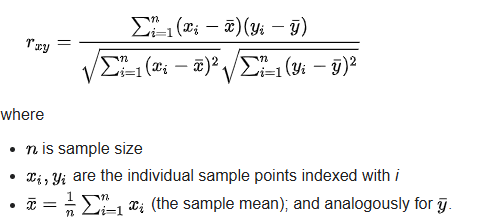 r_{xy} = \frac{\sum_{i=1}^{n}(x_i - \bar{x})(y_i - \bar{y})}{\sqrt{\sum_{i=1}^{n}(x_i - \bar{x})^2}\sqrt{\sum_{i=1}^{n}(y_i - \bar{y})^2}}
where
• n is sample size
• x_i, y_i are the individual sample points indexed with i
• \bar{x} = \frac{1}{n}\sum_{i=1}^{n} x_i (the sample mean); and analogously for \bar{y}.